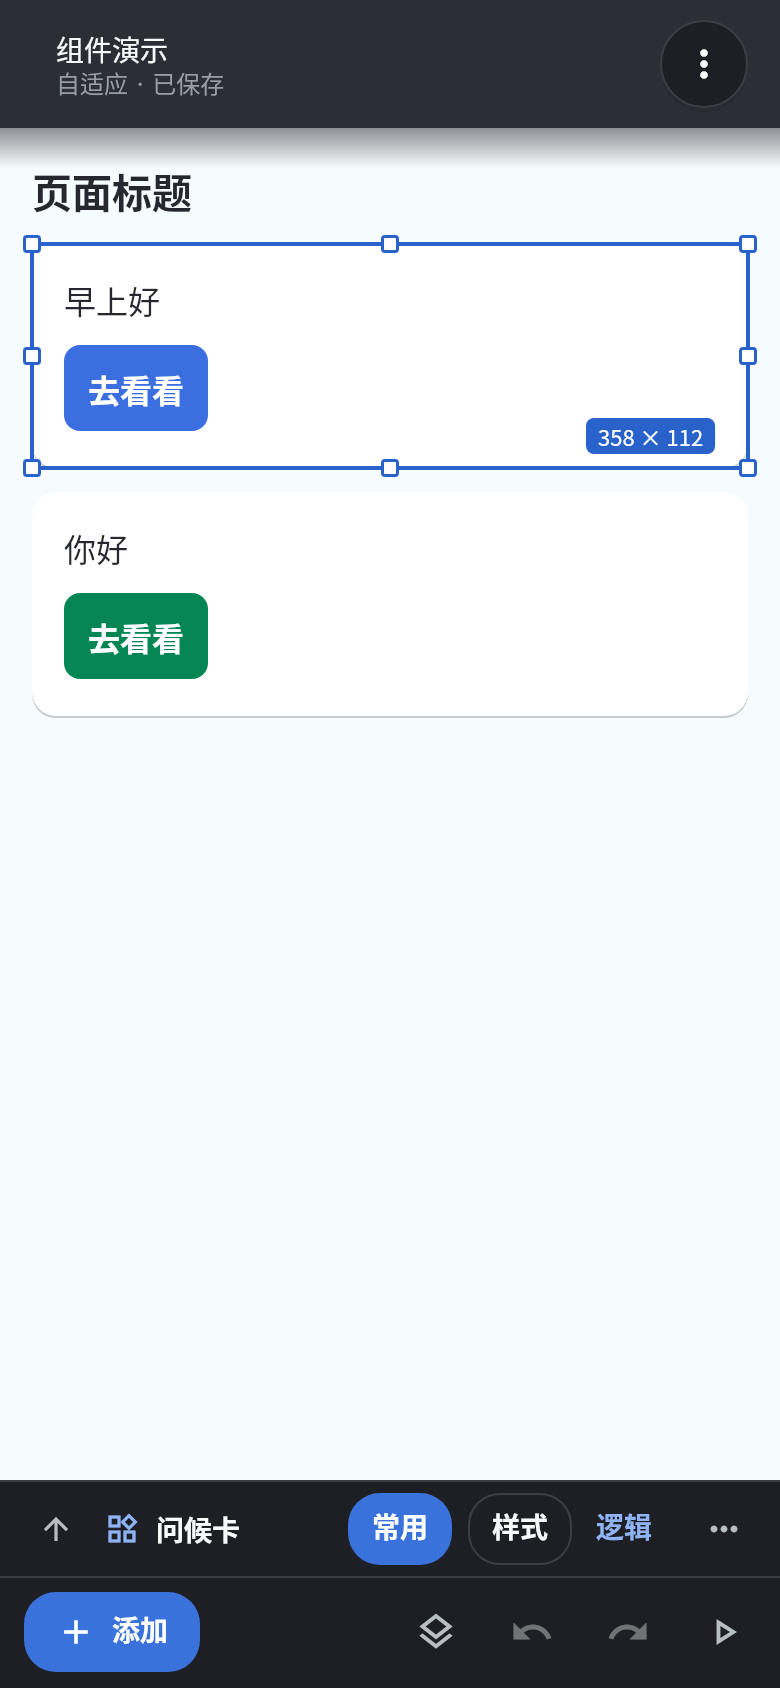 组件演示
自适应 · 已保存
页面标题
早上好
去看看
358 × 112
你好
去看看
问候卡 常用 样式 逻辑
添加